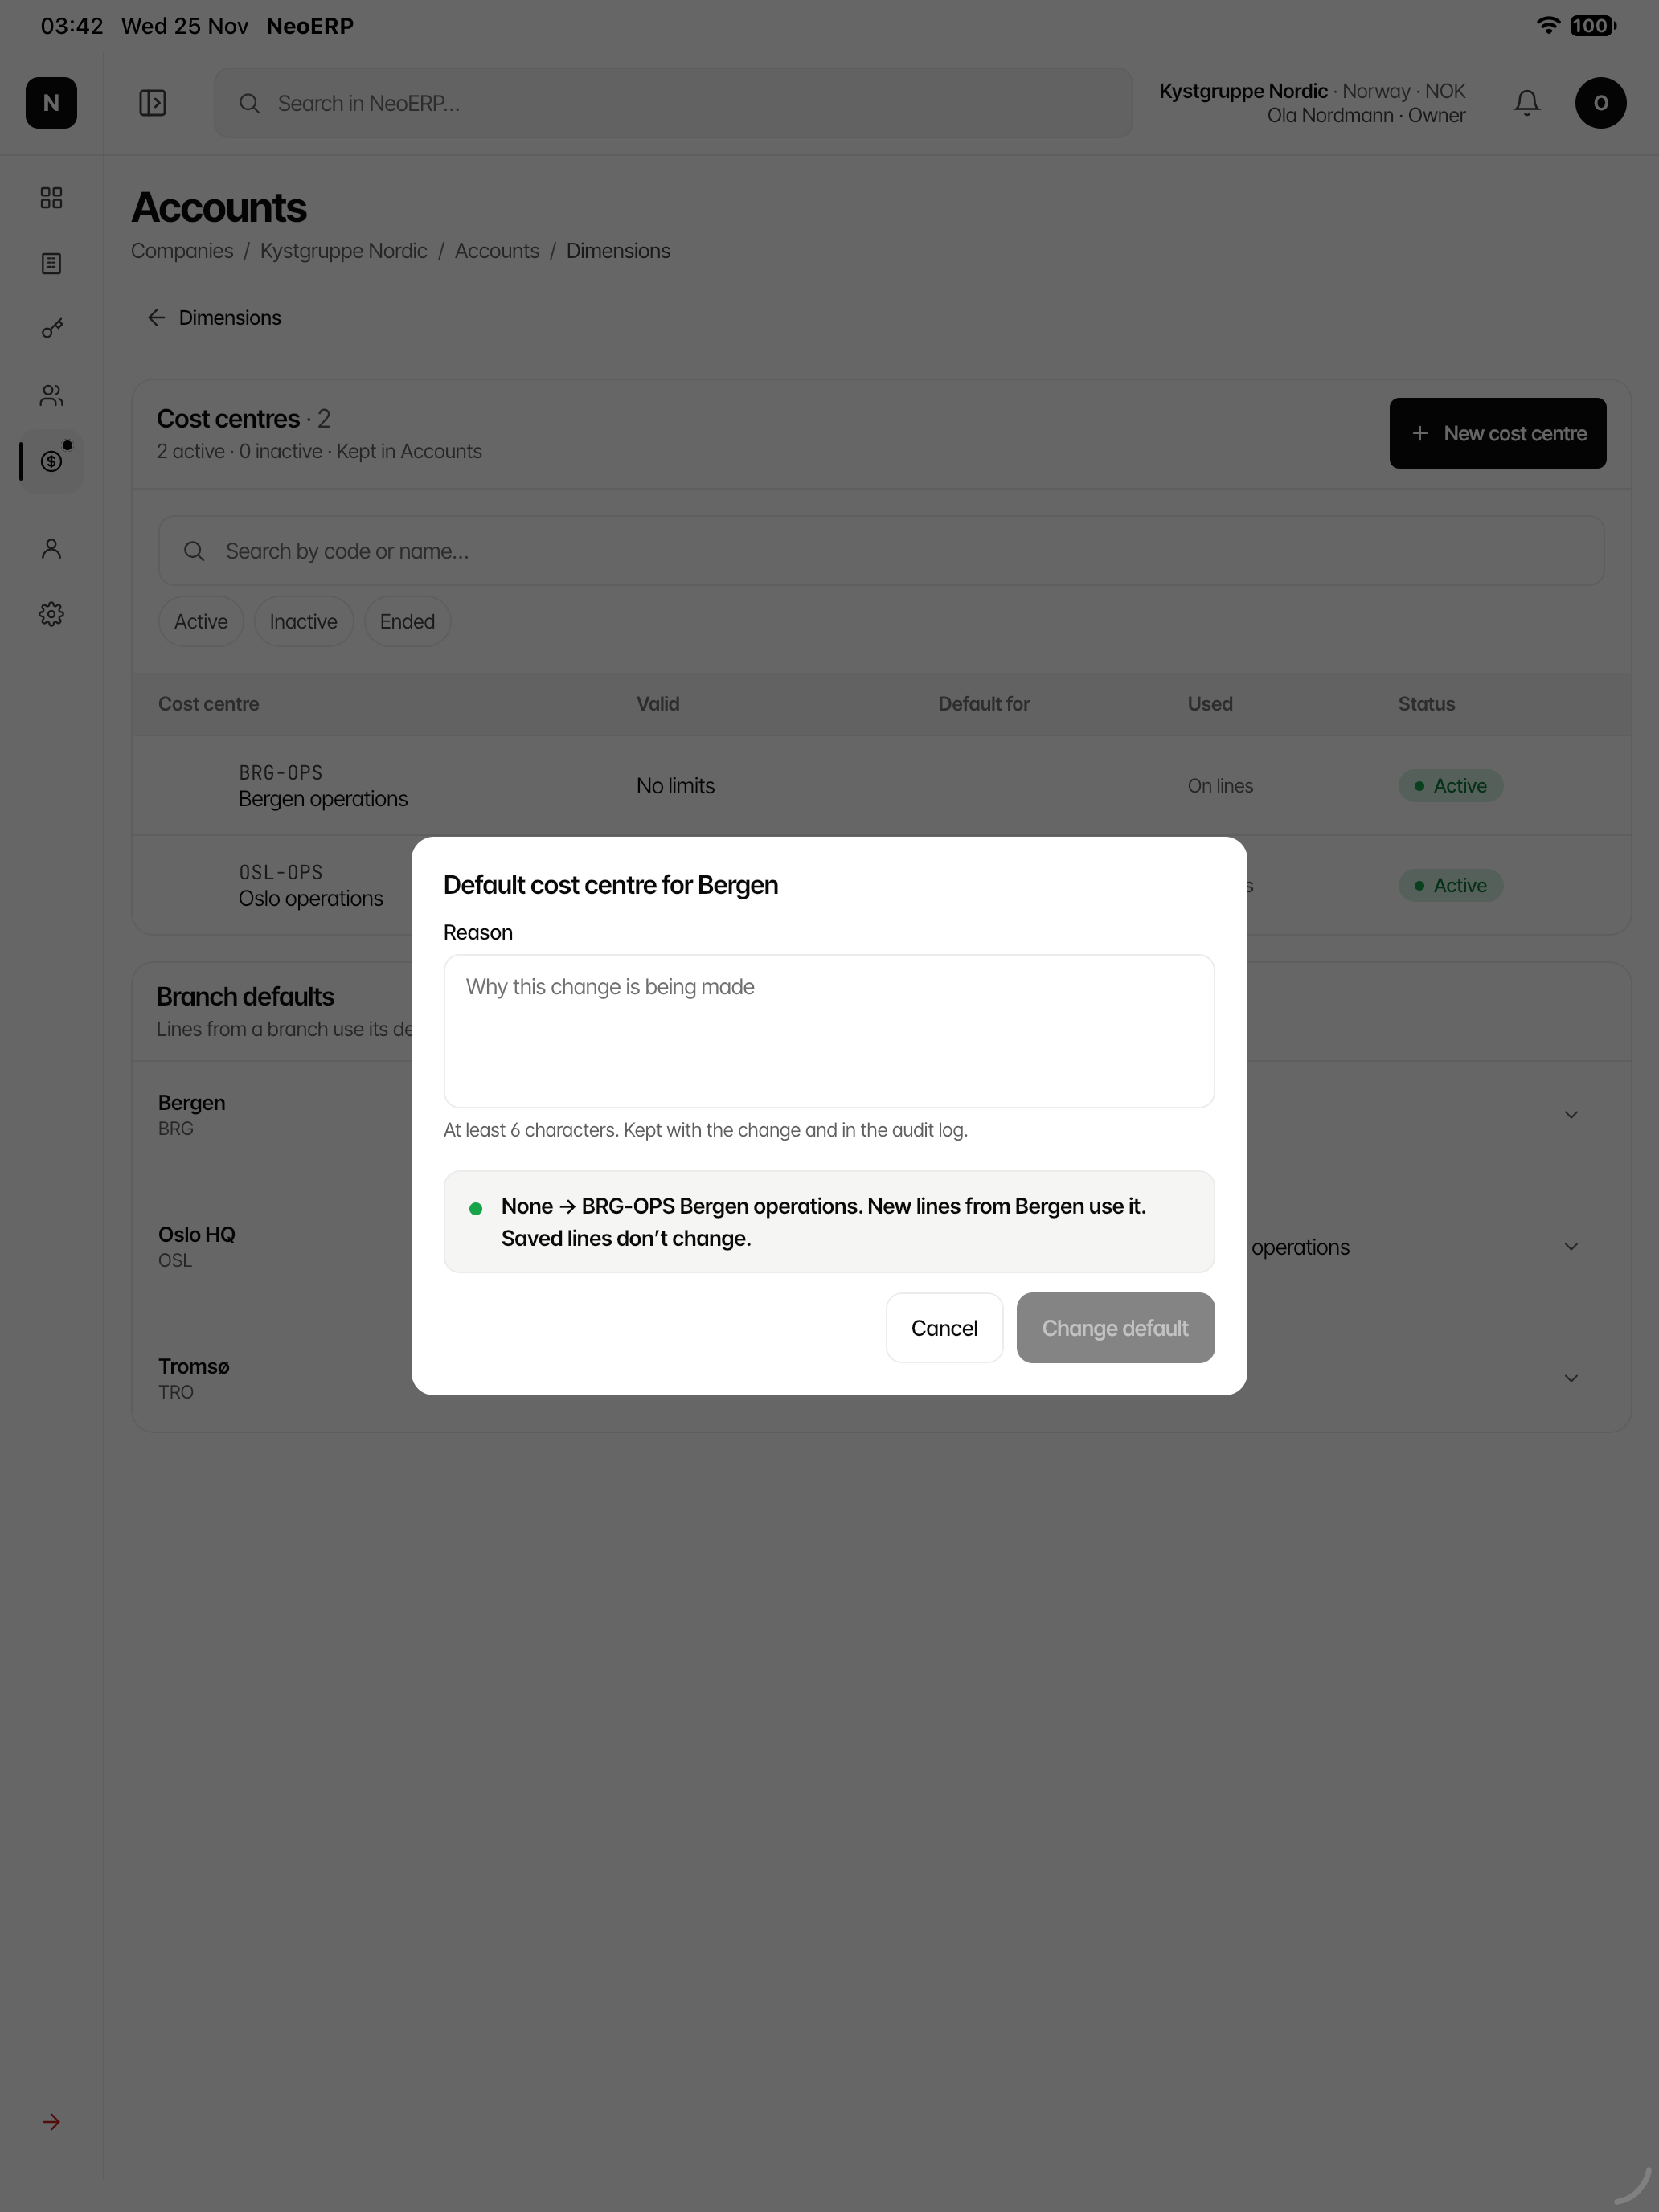 03:42 Wed 25 Nov NeoERP
100
N
Search in NeoERP...
Kystgruppe Nordic · Norway · NOK
Ola Nordmann · Owner
O
Accounts
Companies / Kystgruppe Nordic / Accounts / Dimensions
Dimensions
Cost centres · 2
2 active · 0 inactive · Kept in Accounts
New cost centre
Search by code or name...
Active Inactive Ended
Cost centre Valid Default for Used Status
BRG-OPS
Bergen operations
No limits
On lines
Active
OSL-OPS
Oslo operations
Active
Default cost centre for Bergen
Reason
Why this change is being made
At least 6 characters. Kept with the change and in the audit log.
None → BRG-OPS Bergen operations. New lines from Bergen use it.
Saved lines don’t change.
Cancel
Change default
Branch defaults
Lines from a branch use its
Bergen
BRG
Oslo HQ
OSL
operations
Tromsø
TRO